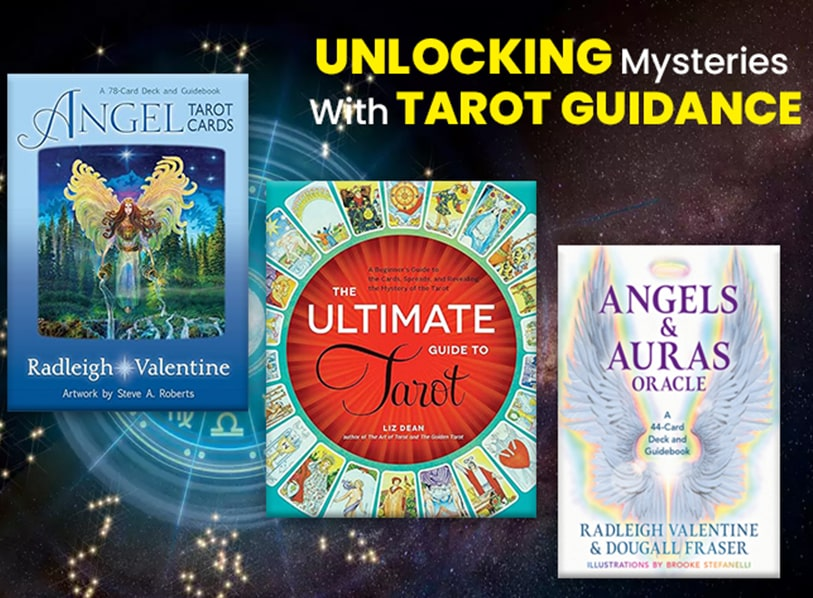 UNLOCKING Mysteries
With TAROT GUIDANCE
A 78-Card Deck and Guidebook
ANGEL TAROT
CARDS
Radleigh Valentine
Artwork by Steve A. Roberts
A Beginner's Guide to
the Cards, Spreads, and Revealing
the Mystery of the Tarot
THE
ULTIMATE
GUIDE TO
Tarot
LIZ DEAN
author of The Art of Tarot and The Golden Tarot
ANGELS
&
AURAS
ORACLE
A
44-Card
Deck and
Guidebook
RADLEIGH VALENTINE
& DOUGALL FRASER
ILLUSTRATIONS BY BROOKE STEFANELLI